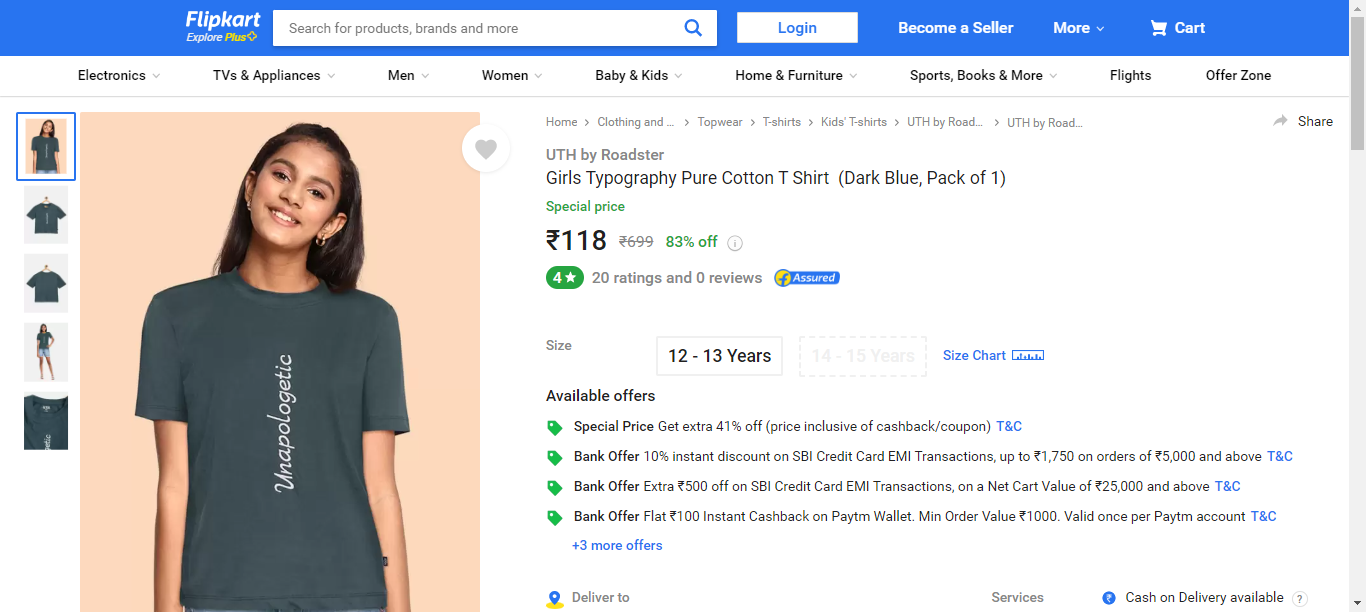 Flipkart
Explore Plus
Search for products, brands and more
Login
Become a Seller
More
Cart
Electronics
TVs & Appliances
Men
Women
Baby & Kids
Home & Furniture
Sports, Books & More
Flights
Offer Zone
Home
Clothing and ...
Topwear
T-shirts
Kids' T-shirts
UTH by Road...
UTH by Road...
Share
UTH by Roadster
Girls Typography Pure Cotton T Shirt (Dark Blue, Pack of 1)
Special price
₹118 ₹699 83% off
4 20 ratings and 0 reviews Assured
Size
12 - 13 Years
14 - 15 Years
Size Chart
Available offers
Special Price Get extra 41% off (price inclusive of cashback/coupon) T&C
Bank Offer 10% instant discount on SBI Credit Card EMI Transactions, up to ₹1,750 on orders of ₹5,000 and above T&C
Bank Offer Extra ₹500 off on SBI Credit Card EMI Transactions, on a Net Cart Value of ₹25,000 and above T&C
Bank Offer Flat ₹100 Instant Cashback on Paytm Wallet. Min Order Value ₹1000. Valid once per Paytm account T&C
+3 more offers
Deliver to
Services
₹ Cash on Delivery available ?
Unapologetic